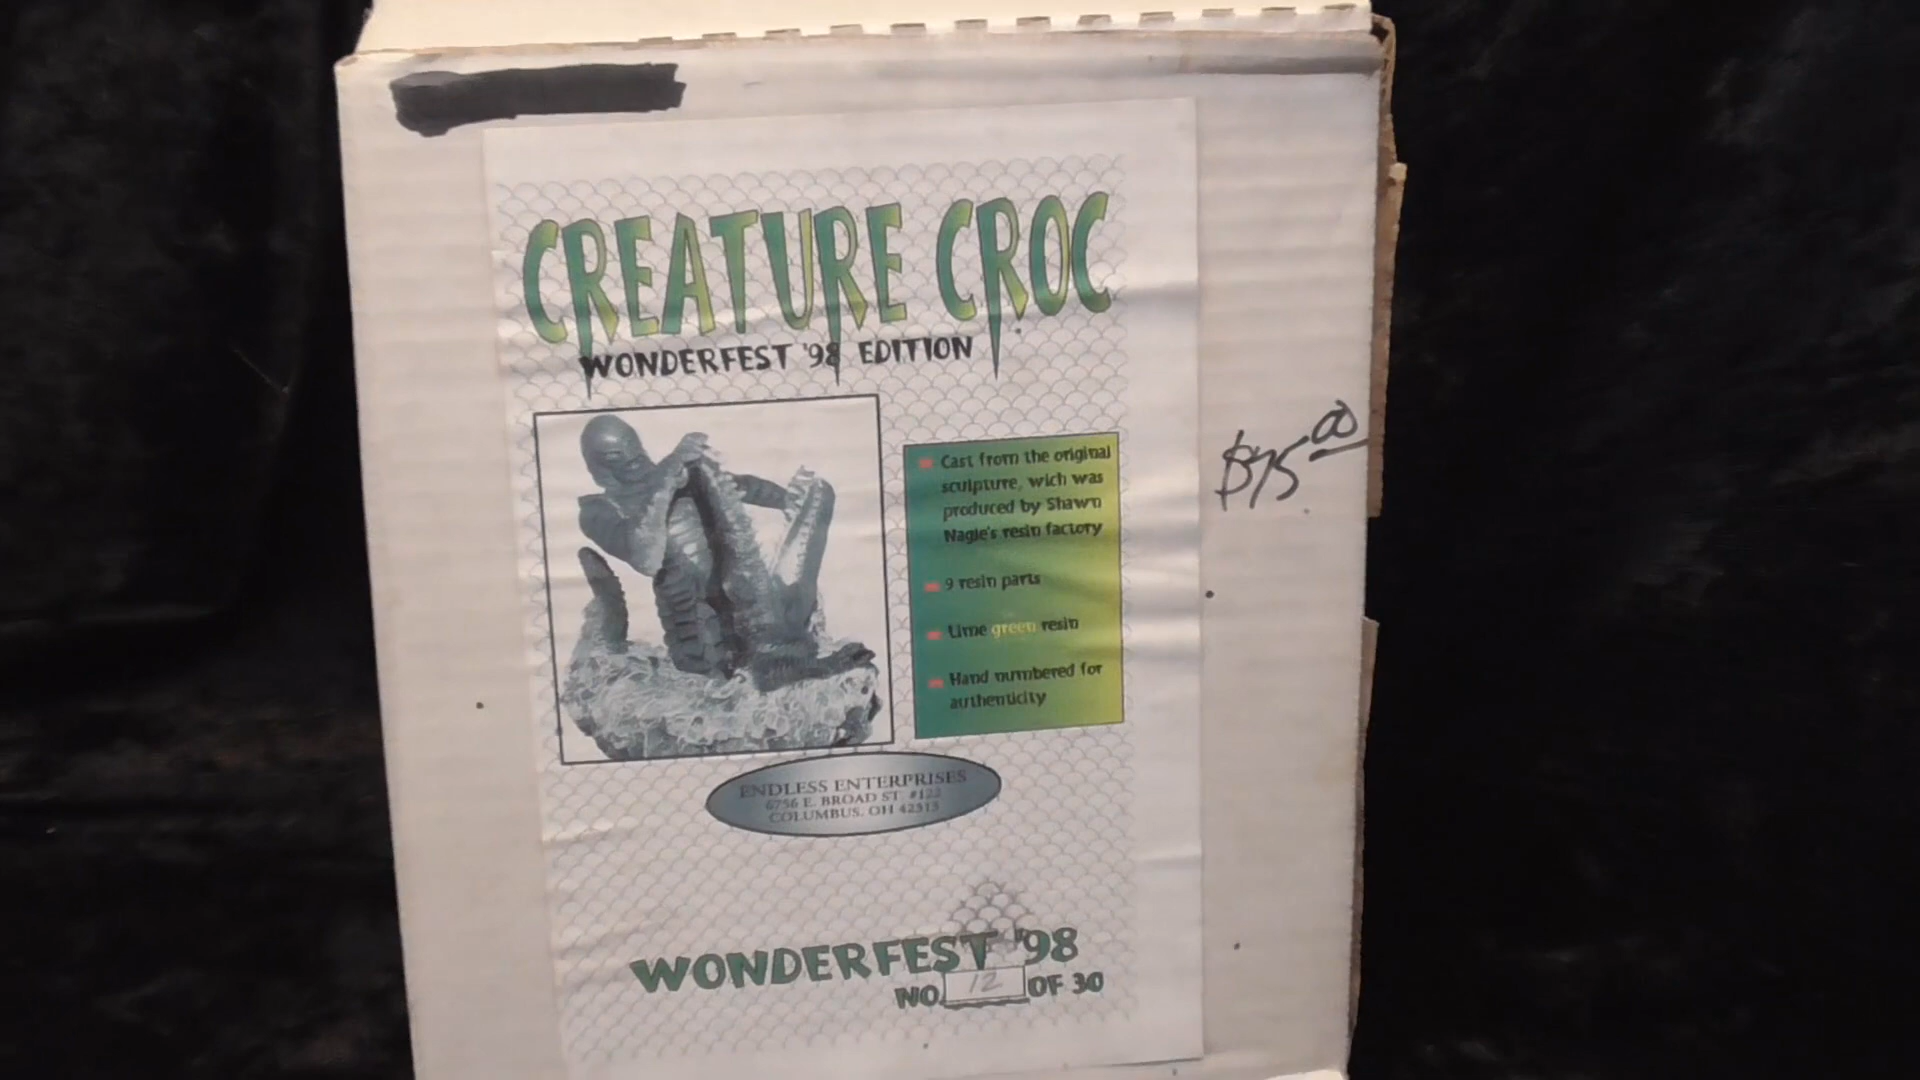 CREATURE CROC
WONDERFEST '98 EDITION
Cast from the original
sculpture, wich was
produced by Shawn
Nagle's resin factory
9 resin parts
Lime green resin
Hand numbered for
authenticity
$75.00
ENDLESS ENTERPRISES
6756 E. BROAD ST. #122
COLUMBUS, OH 42313
WONDERFEST '98
NO. 12 OF 30